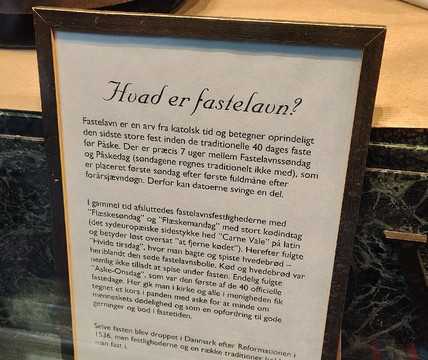 Hvad er fastelavn?
Fastelavn er en arv fra katolsk tid og betegner oprindeligt
den sidste store fest inden de traditionelle 40 dages faste
før Påske. Der er præcis 7 uger mellem Fastelavnssøndag
og Påskedag (søndagene regnes traditionelt ikke med), som
er placeret første søndag efter første fuldmåne efter
forårsjævndøgn. Derfor kan datoerne svinge en del.
I gammel tid afsluttedes fastelavnsfestlighederne med
"Flæskesøndag" og "Flæskemandag" med stort kødindtag
(det sydeuropæiske sidestykke hed "Carne Vale" på latin
og betyder løst oversat "at fjerne kødet"). Herefter fulgte
"Hvide tirsdag", hvor man bagte og spiste hvedebrød –
heriblandt den søde fastelavnsbolle. Kød og hvedebrød var
nemlig ikke tilladt at spise under fasten. Endelig fulgte
"Aske-Onsdag", som var den første af de 40 officielle
fastedage. Her gik man i kirke og alle i menigheden fik
tegnet et kors i panden med aske for at minde om
menneskets dødelighed og som en opfordring til gode
gerninger og bod i fastetiden.
Selve fasten blev droppet i Danmark efter Reformationen i
1536, men festlighederne og en række traditioner
man fast i